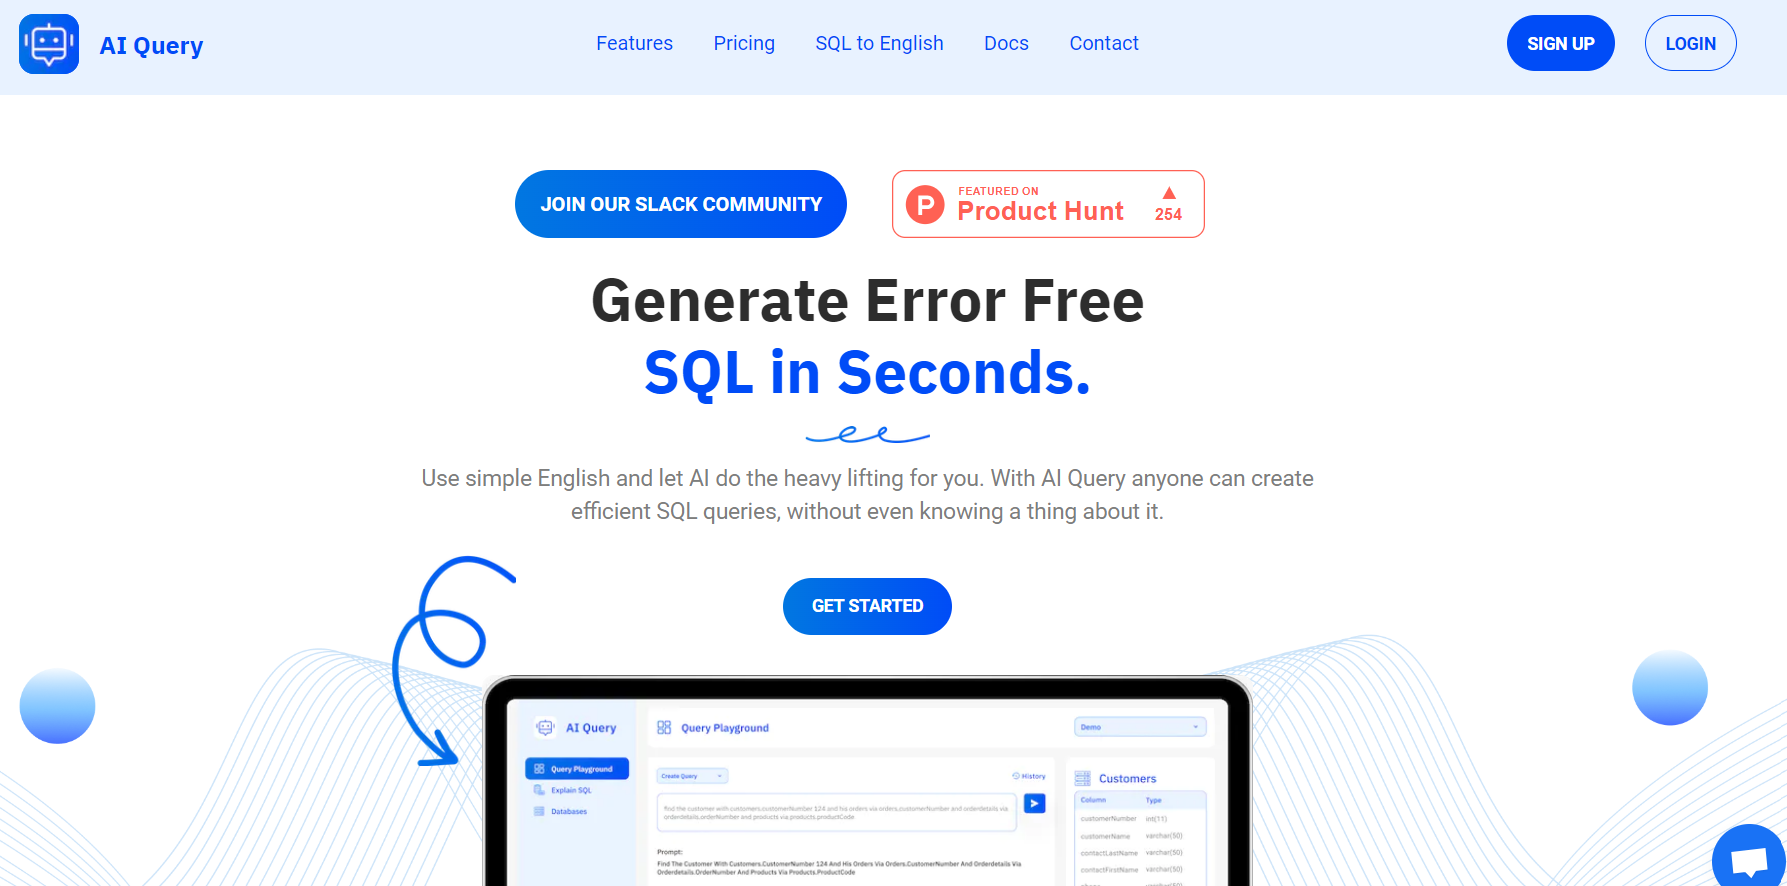 AI Query
Features
Pricing
SQL to English
Docs
Contact
SIGN UP
LOGIN
JOIN OUR SLACK COMMUNITY
P
FEATURED ON
Product Hunt
254
Generate Error Free
SQL in Seconds.
Use simple English and let AI do the heavy lifting for you. With AI Query anyone can create
efficient SQL queries, without even knowing a thing about it.
GET STARTED
AI Query
Query Playground
Demo
Query Playground
Explain SQL
Databases
Create Query
History
find the customer with customers.customerNumber 124 and his orders via orders.customerNumber and orderdetails via
orderdetails.orderNumber and products via.products.productCode
Prompt:
Find The Customer With Customers.CustomerNumber 124 And His Orders Via Orders.CustomerNumber And Orderdetails Via
Orderdetails.OrderNumber And Products Via Products.ProductCode
Customers
Column Type
customerNumber int(11)
customerName varchar(50)
contactLastName varchar(50)
contactFirstName varchar(50)